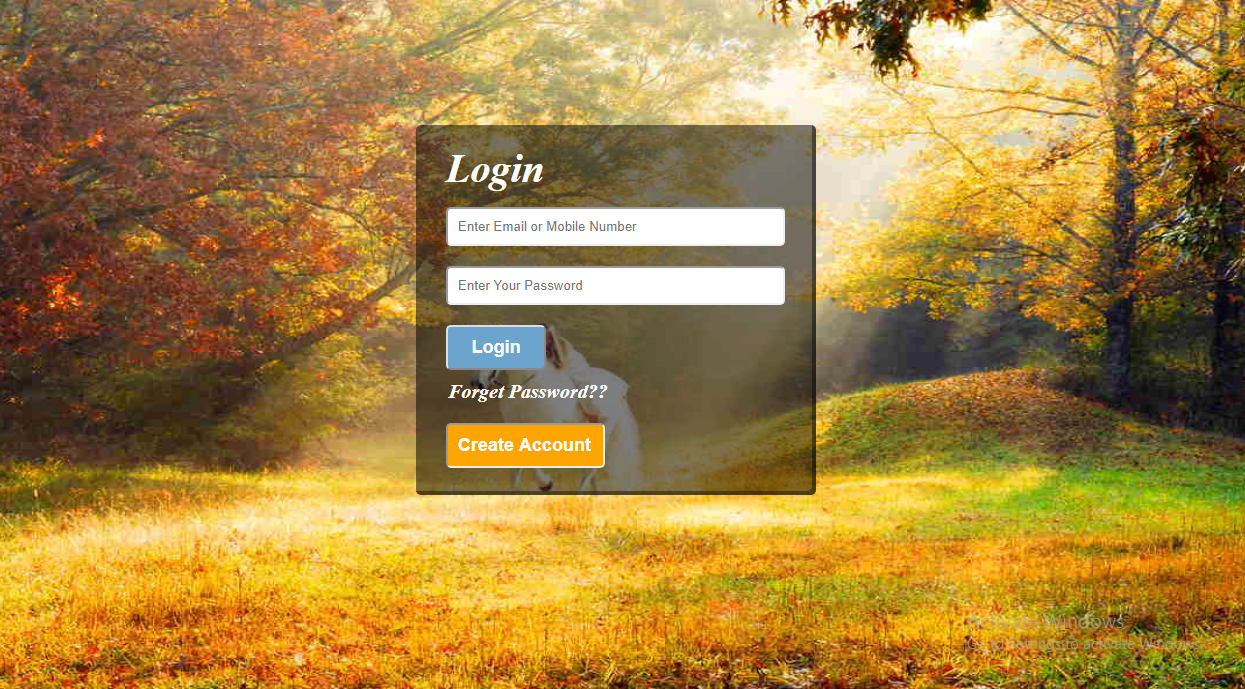 Login
Enter Email or Mobile Number
Enter Your Password
Login
Forget Password??
Create Account
Activate Windows
Go to Settings to activate Windows.